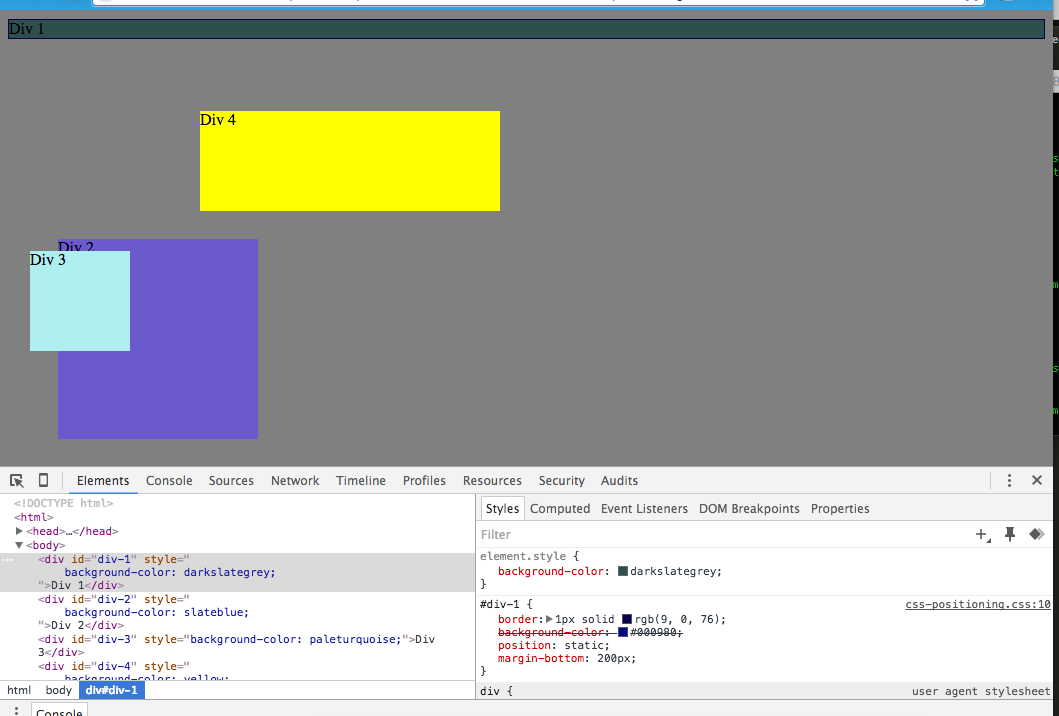 Div 1
Div 4
Div 2
Div 3
Elements Console Sources Network Timeline Profiles Resources Security Audits
<!DOCTYPE html>
<html>
<head>…</head>
<body>
<div id="div-1" style="
background-color: darkslategrey;
">Div 1</div>
<div id="div-2" style="
background-color: slateblue;
">Div 2</div>
<div id="div-3" style="background-color: paleturquoise;">Div
3</div>
<div id="div-4" style="
background-color: yellow;
html body div#div-1
Console
Styles Computed Event Listeners DOM Breakpoints Properties
Filter
element.style {
background-color: darkslategrey;
}
#div-1 { css-positioning.css:10
border: 1px solid rgb(9, 0, 76);
background-color: #000980;
position: static;
margin-bottom: 200px;
}
div { user agent stylesheet